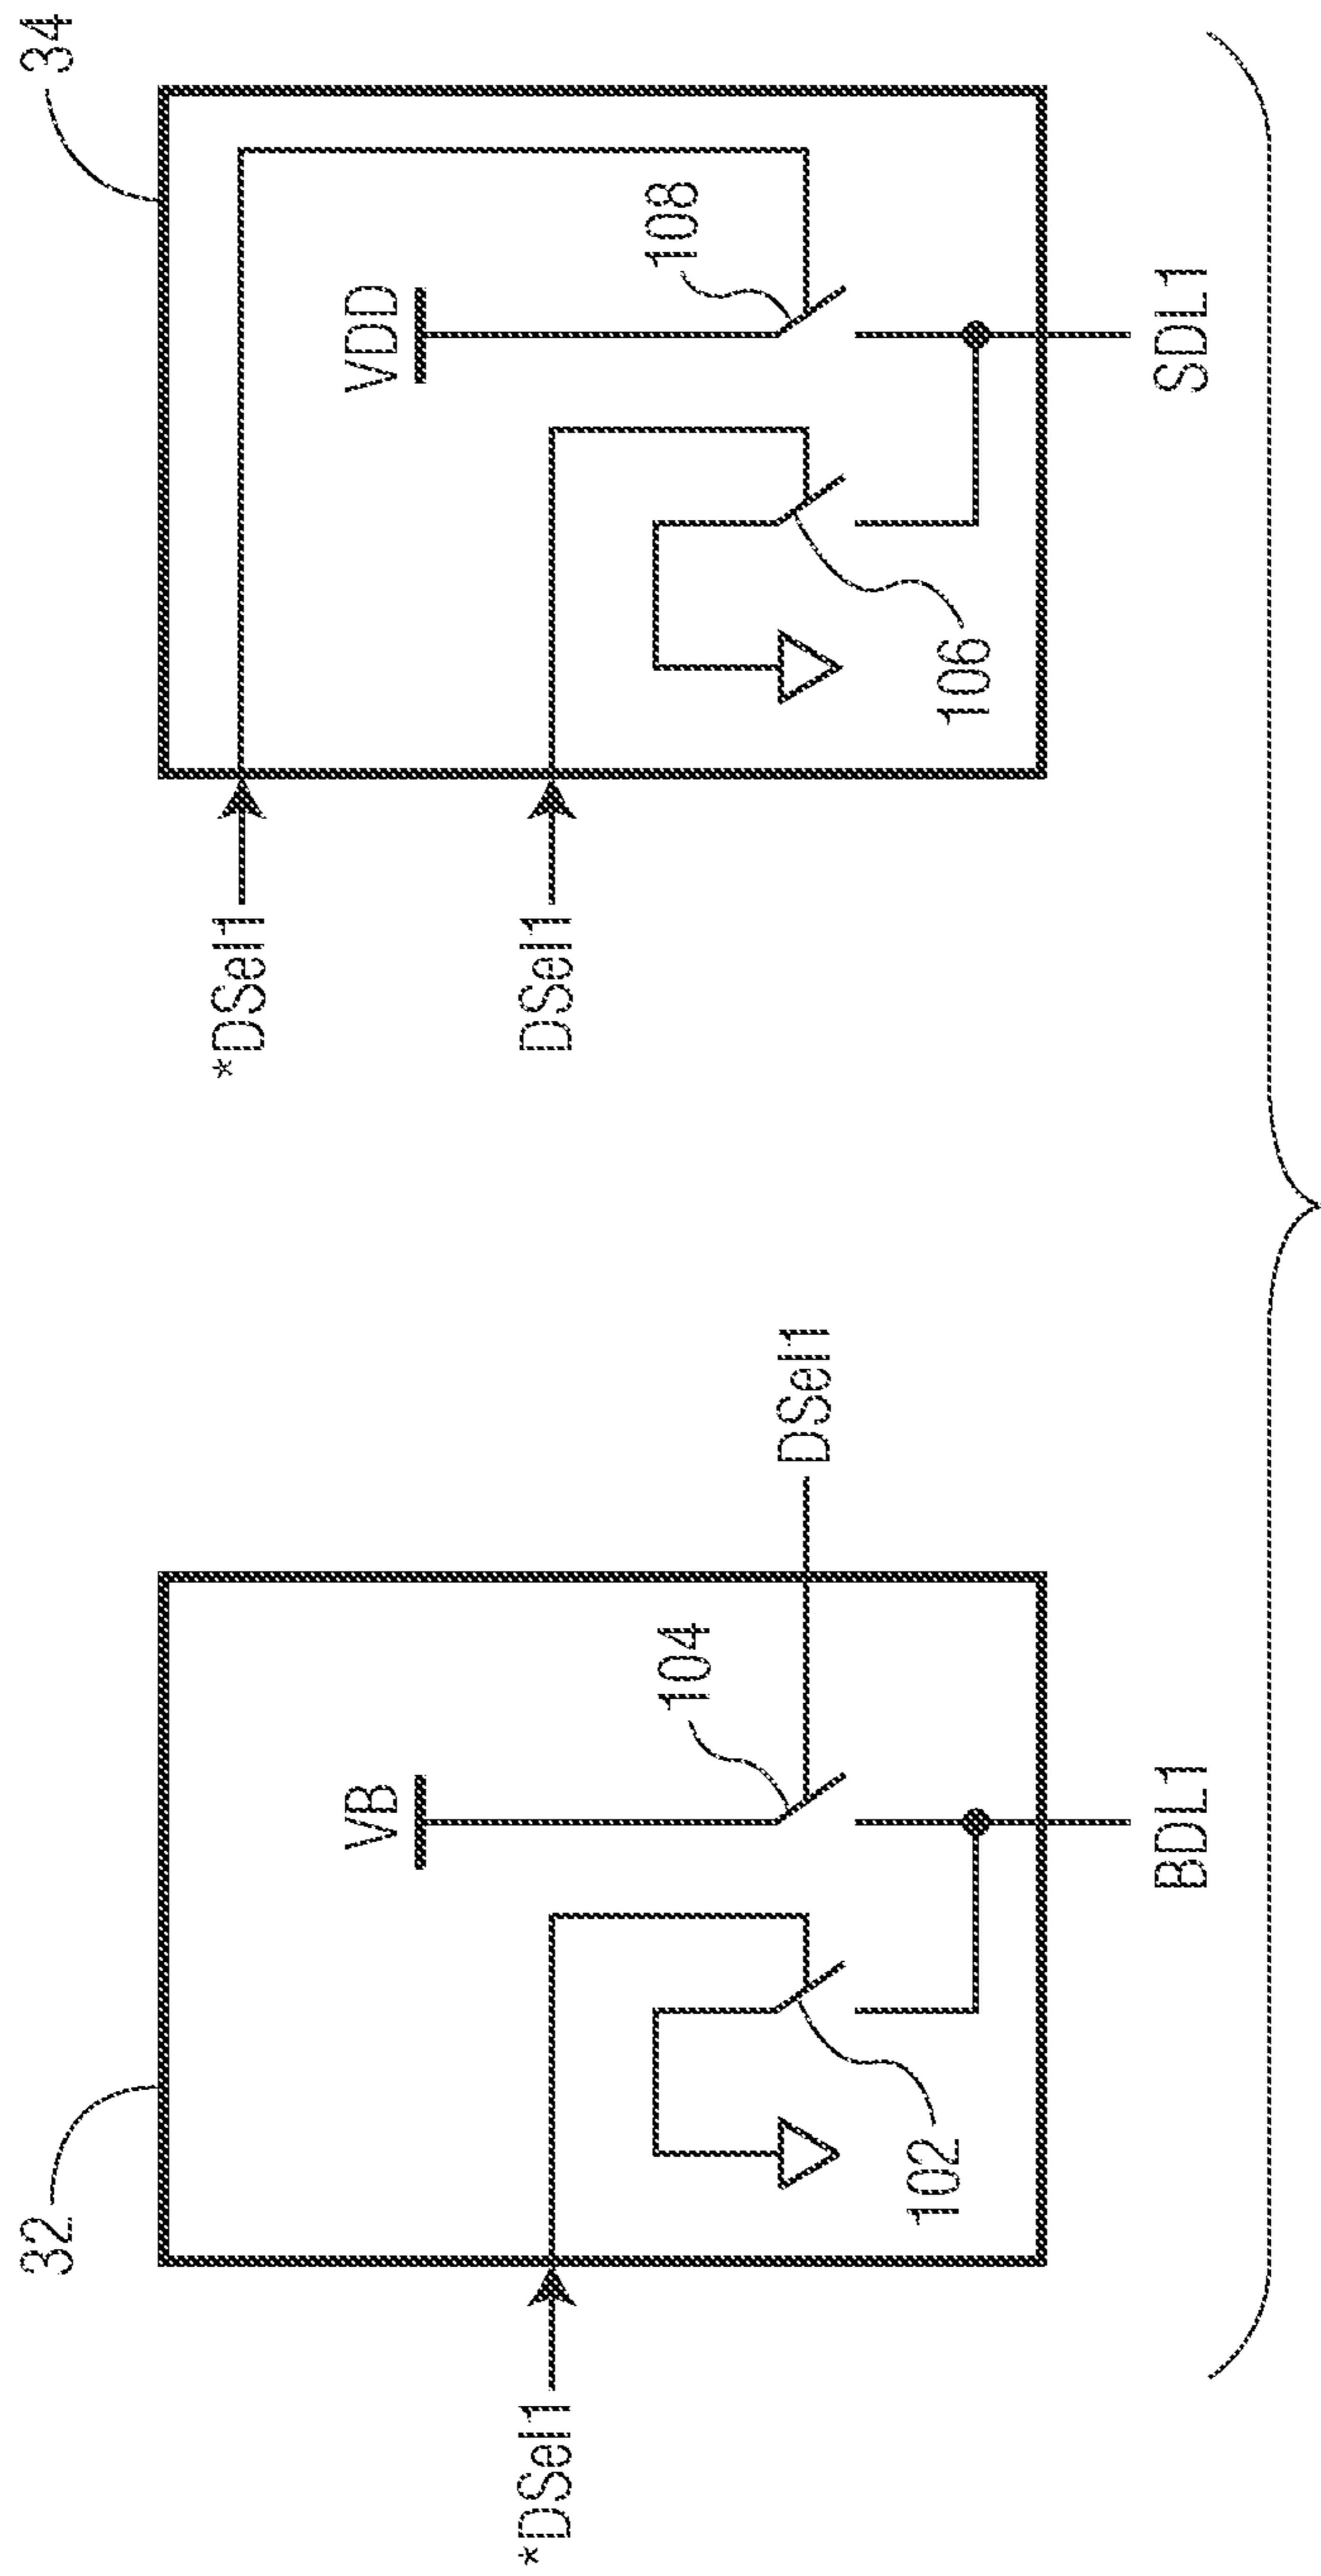 32
VB
104
*DSel1
DSel1
102
BDL1
34
*DSel1
VDD
108
DSel1
106
SDL1